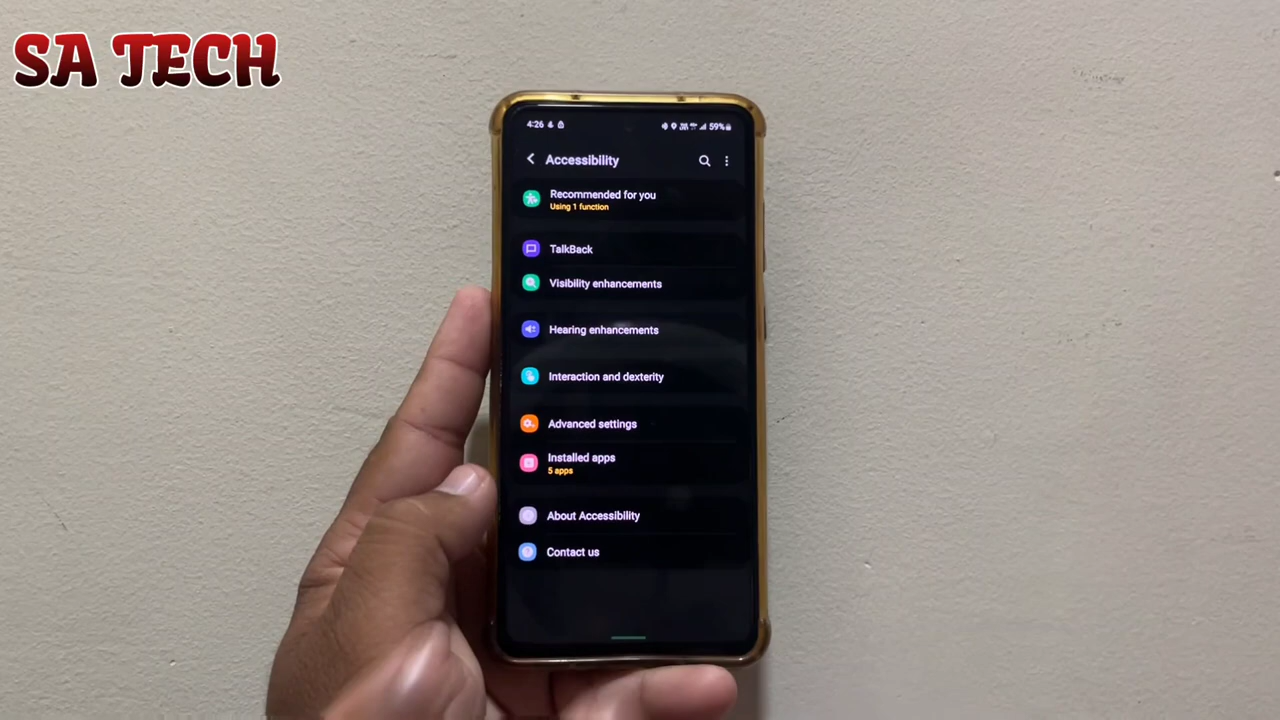 SA TECH
4:26
59%
Accessibility
Recommended for you
Using 1 function
TalkBack
Visibility enhancements
Hearing enhancements
Interaction and dexterity
Advanced settings
Installed apps
5 apps
About Accessibility
Contact us